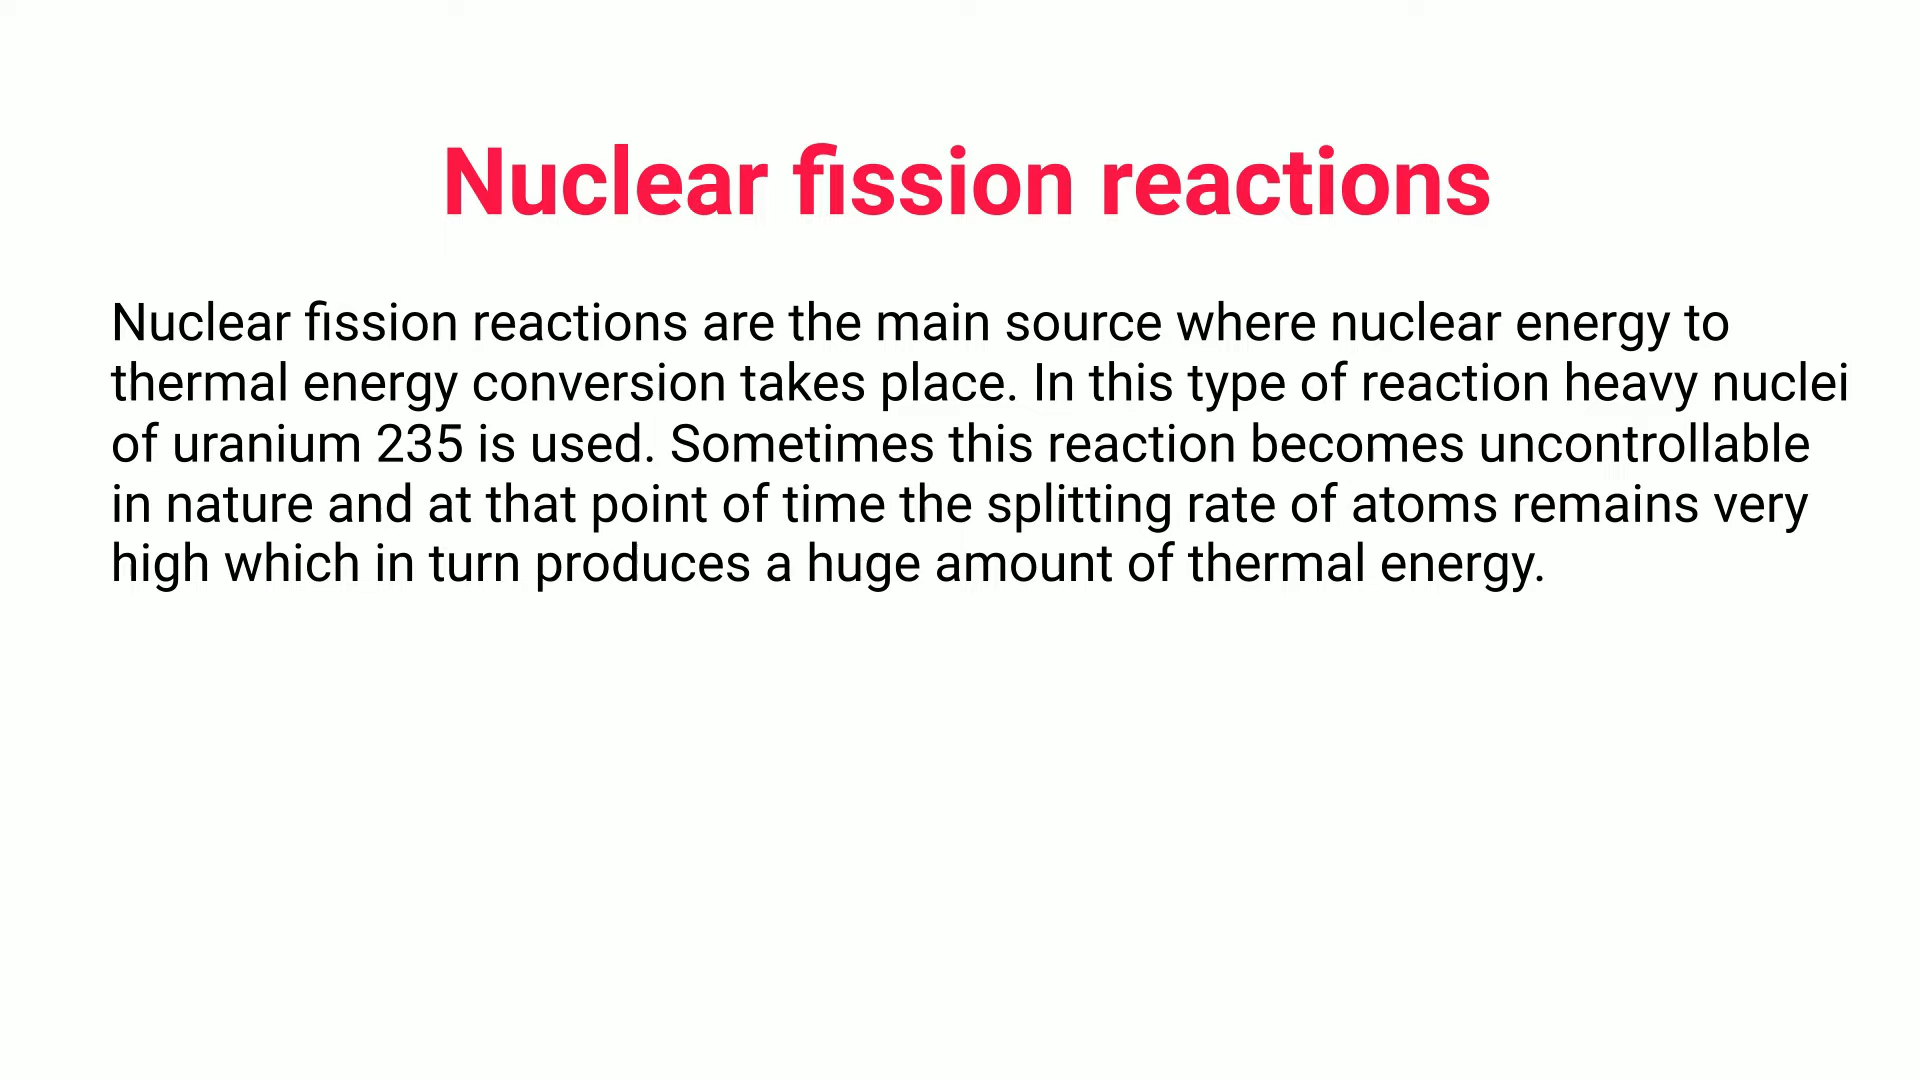 Nuclear fission reactions
Nuclear fission reactions are the main source where nuclear energy to
thermal energy conversion takes place. In this type of reaction heavy nuclei
of uranium 235 is used. Sometimes this reaction becomes uncontrollable
in nature and at that point of time the splitting rate of atoms remains very
high which in turn produces a huge amount of thermal energy.